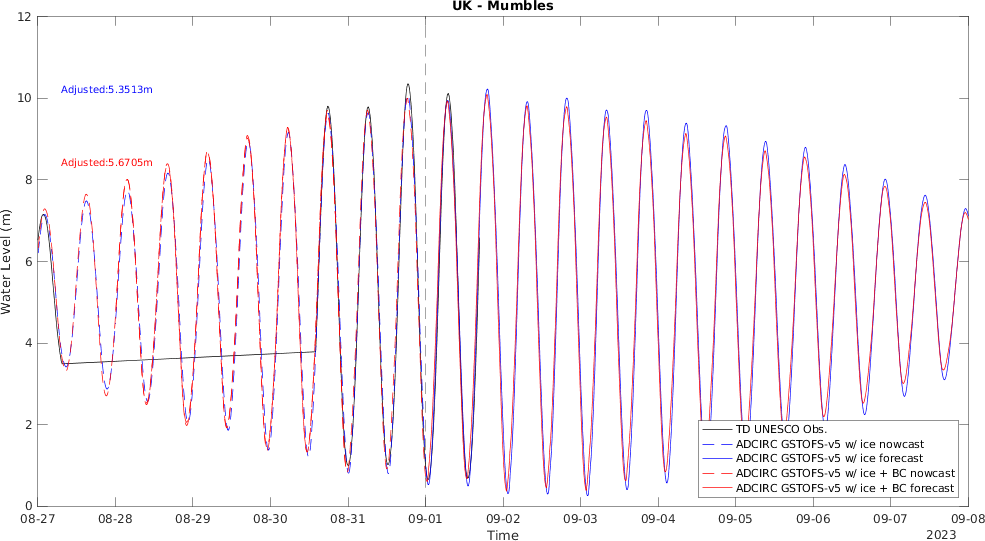 UK - Mumbles
Water Level (m)
12
10
8
6
4
2
0
Adjusted:5.3513m
Adjusted:5.6705m
TD UNESCO Obs.
ADCIRC GSTOFS-v5 w/ ice nowcast
ADCIRC GSTOFS-v5 w/ ice forecast
ADCIRC GSTOFS-v5 w/ ice + BC nowcast
ADCIRC GSTOFS-v5 w/ ice + BC forecast
08-27 08-28 08-29 08-30 08-31 09-01 09-02 09-03 09-04 09-05 09-06 09-07 09-08
Time
2023